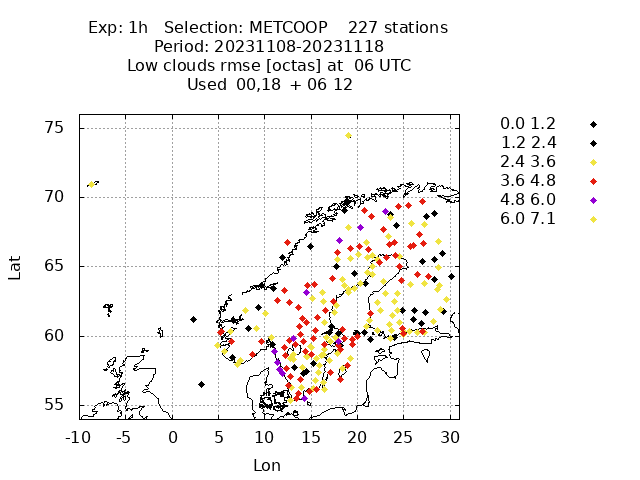 Exp: 1h   Selection: METCOOP    227 stations
Period: 20231108-20231118
Low clouds rmse [octas] at  06 UTC
Used  00,18  + 06 12
0.0 1.2
1.2 2.4
2.4 3.6
3.6 4.8
4.8 6.0
6.0 7.1
75
70
65
60
55
Lat
-10 -5 0 5 10 15 20 25 30
Lon